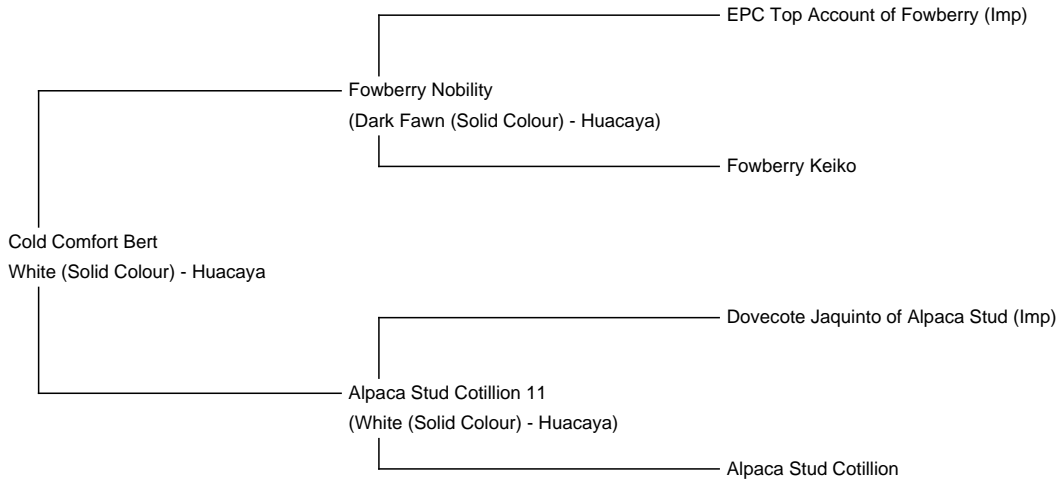 EPC Top Account of Fowberry (Imp)
Fowberry Nobility
(Dark Fawn (Solid Colour) - Huacaya)
Fowberry Keiko
Cold Comfort Bert
White (Solid Colour) - Huacaya
Dovecote Jaquinto of Alpaca Stud (Imp)
Alpaca Stud Cotillion 11
(White (Solid Colour) - Huacaya)
Alpaca Stud Cotillion